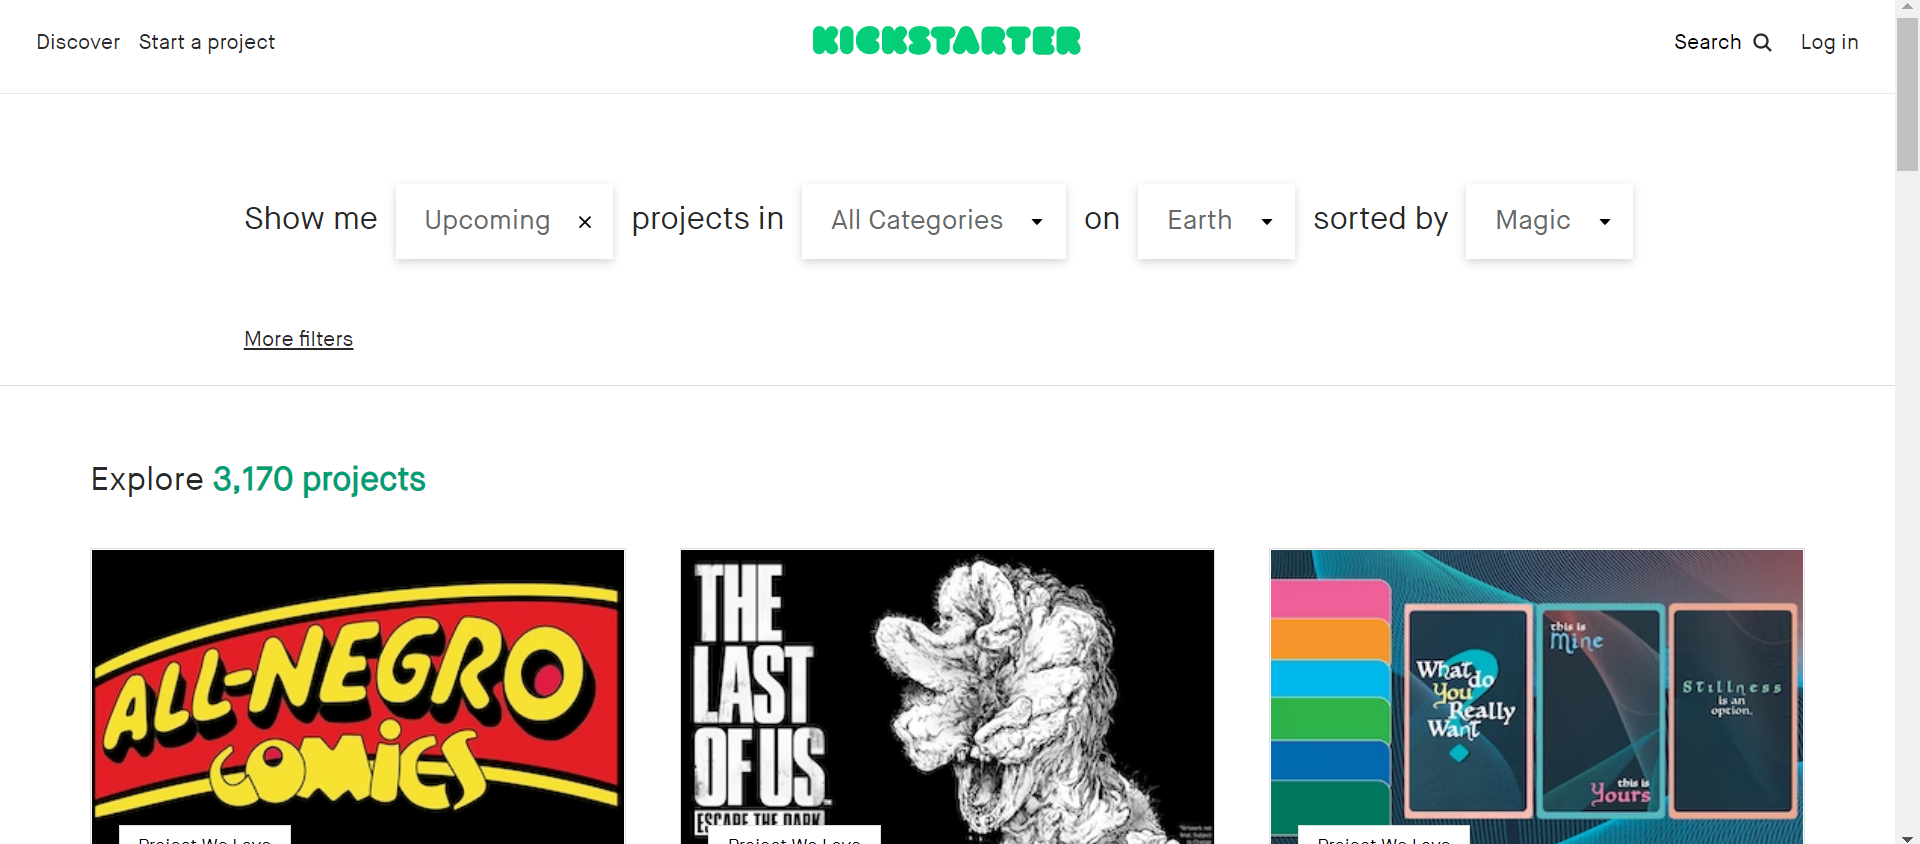 Discover Start a project KICKSTARTER Search Log in
Show me Upcoming projects in All Categories on Earth sorted by Magic
More filters
Explore 3,170 projects
ALL-NEGRO
COMICS
Project We Love
THE
LAST
OF US
ESCAPE THE DARK
Project We Love
What do
You
Really
Want
this is
Mine
this is
Yours
Stillness
is an
option.
Project We Love